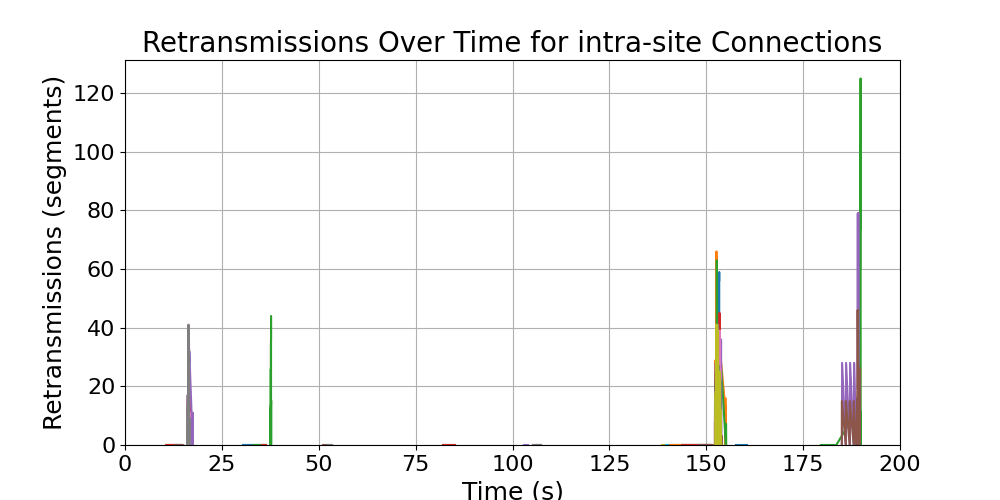 Retransmissions Over Time for intra-site Connections
Retransmissions (segments)
120
100
80
60
40
20
0
0 25 50 75 100 125 150 175 200
Time (s)